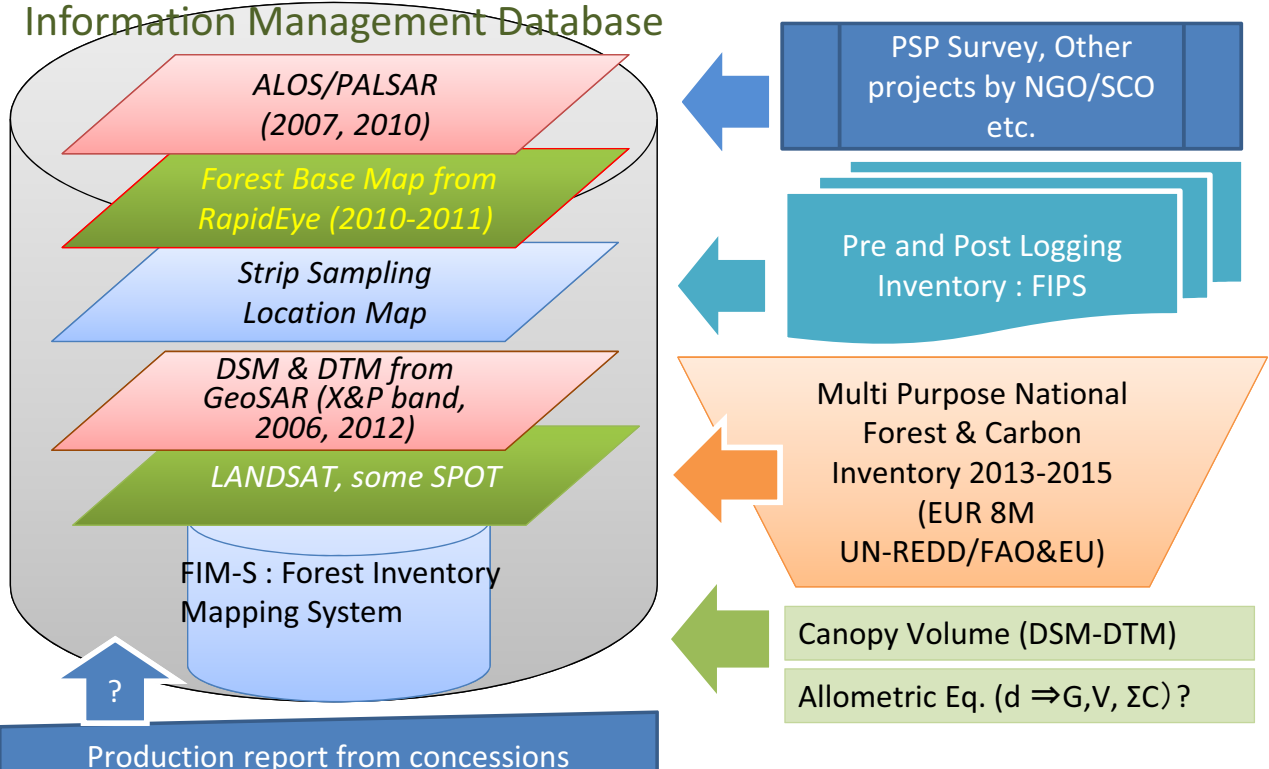 Information Management Database
ALOS/PALSAR
(2007, 2010)
Forest Base Map from
RapidEye (2010-2011)
Strip Sampling
Location Map
DSM & DTM from
GeoSAR (X&P band,
2006, 2012)
LANDSAT, some SPOT
FIM-S : Forest Inventory
Mapping System
?
Production report from concessions
PSP Survey, Other
projects by NGO/SCO
etc.
Pre and Post Logging
Inventory : FIPS
Multi Purpose National
Forest & Carbon
Inventory 2013-2015
(EUR 8M
UN-REDD/FAO&EU)
Canopy Volume (DSM-DTM)
Allometric Eq. (d ⇒G,V, ΣC）?